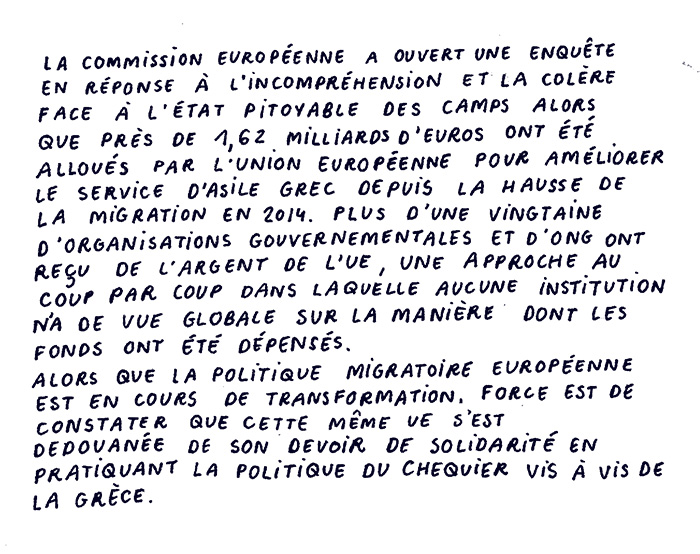 LA COMMISSION EUROPÉENNE A OUVERT UNE ENQUÊTE
EN RÉPONSE À L'INCOMPRÉHENSION ET LA COLÈRE
FACE À L'ÉTAT PITOYABLE DES CAMPS ALORS
QUE PRÈS DE 1,62 MILLIARDS D'EUROS ONT ÉTÉ
ALLOUÉS PAR L'UNION EUROPÉENNE POUR AMÉLIORER
LE SERVICE D'ASILE GREC DEPUIS LA HAUSSE DE
LA MIGRATION EN 2014. PLUS D'UNE VINGTAINE
D'ORGANISATIONS GOUVERNEMENTALES ET D'ONG ONT
REÇU DE L'ARGENT DE L'UE, UNE APPROCHE AU
COUP PAR COUP DANS LAQUELLE AUCUNE INSTITUTION
N'A DE VUE GLOBALE SUR LA MANIÈRE DONT LES
FONDS ONT ÉTÉ DÉPENSÉS.
ALORS QUE LA POLITIQUE MIGRATOIRE EUROPÉENNE
EST EN COURS DE TRANSFORMATION. FORCE EST DE
CONSTATER QUE CETTE MÊME UE S'EST
DEDOUANÉE DE SON DEVOIR DE SOLIDARITÉ EN
PRATIQUANT LA POLITIQUE DU CHEQUIER VIS À VIS DE
LA GRÈCE.